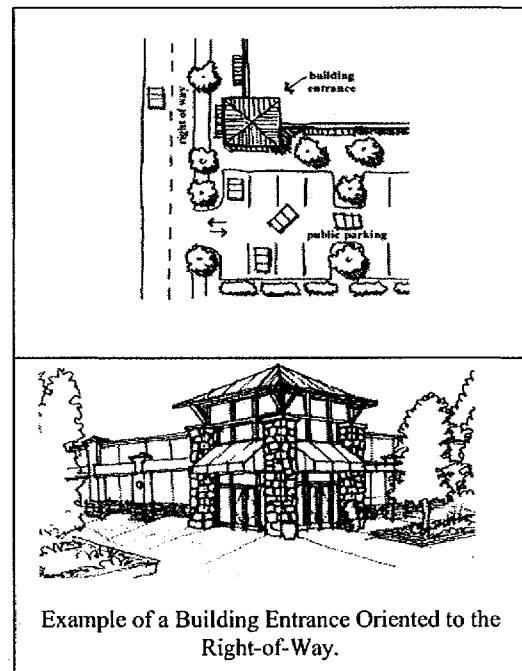 building
entrance
right of way
public parking
Example of a Building Entrance Oriented to the
Right-of-Way.